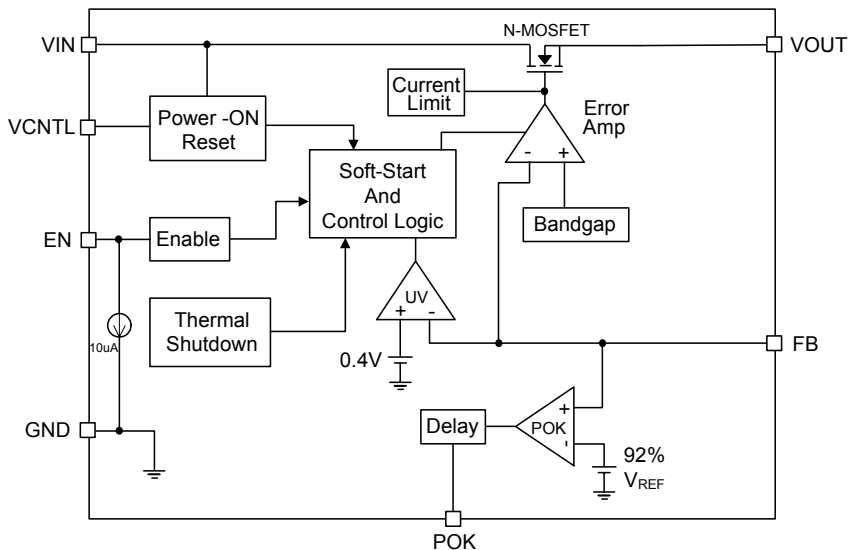 N-MOSFET
VIN
VOUT
Current
Limit
Error
Amp
VCNTL
Power -ON
Reset
- +
Soft-Start
And
Control Logic
Bandgap
EN
Enable
UV
+ -
Thermal
Shutdown
10uA
0.4V
FB
GND
Delay
+
POK
-
92%
VREF
POK